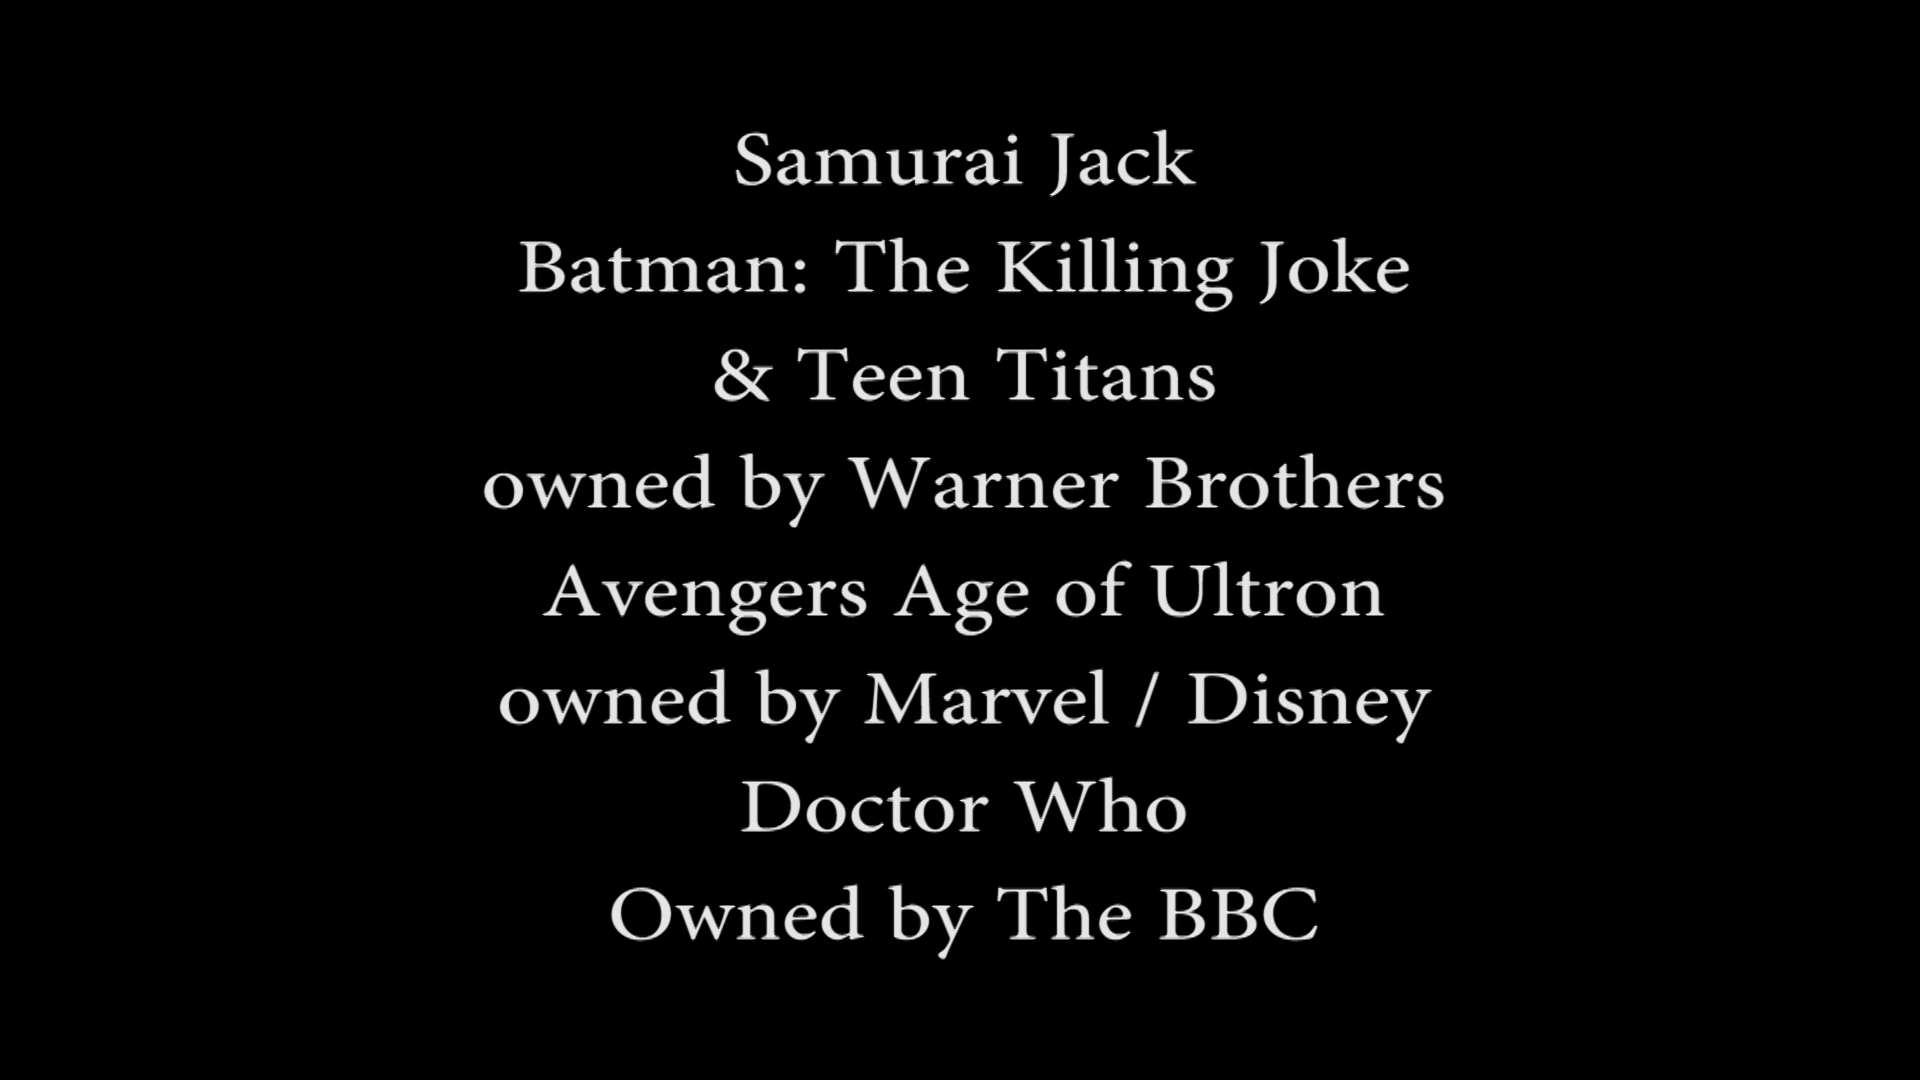 Samurai Jack
Batman: The Killing Joke
& Teen Titans
owned by Warner Brothers
Avengers Age of Ultron
owned by Marvel / Disney
Doctor Who
Owned by The BBC